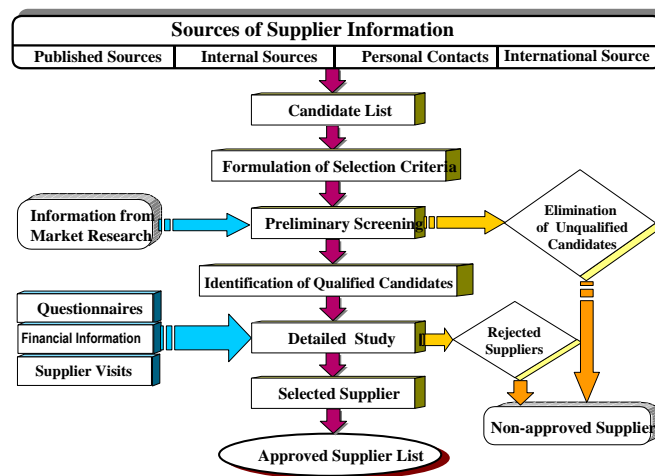 Sources of Supplier Information
Published Sources
Internal Sources
Personal Contacts
International Source
Candidate List
Formulation of Selection Criteria
Information from
Market Research
Preliminary Screening
Elimination
of Unqualified
Candidates
Identification of Qualified Candidates
Questionnaires
Financial Information
Supplier Visits
Detailed Study
Rejected
Suppliers
Selected Supplier
Non-approved Supplier
Approved Supplier List